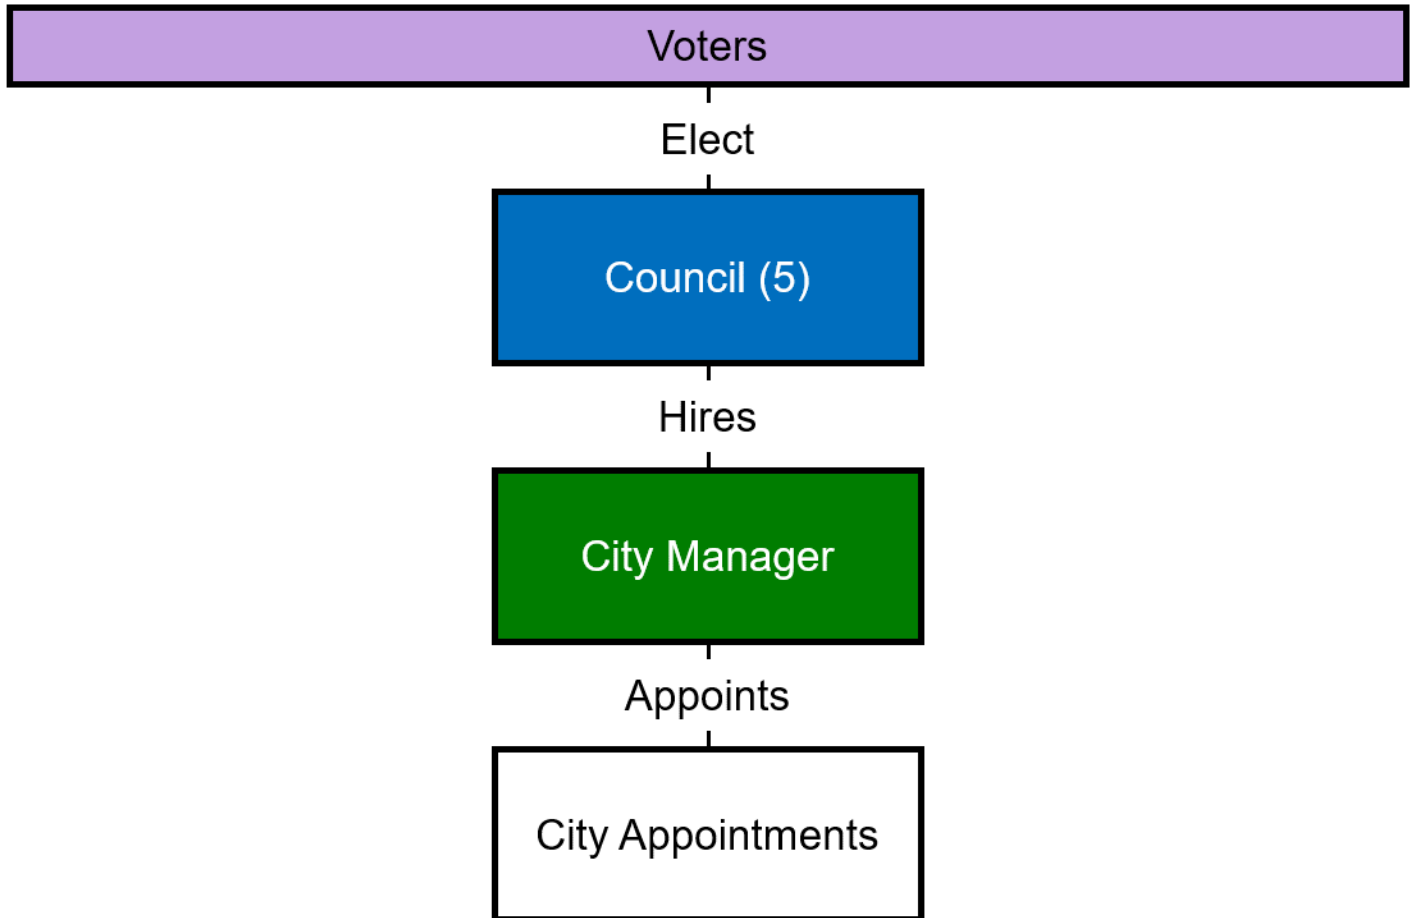 Voters
Elect
Council (5)
Hires
City Manager
Appoints
City Appointments